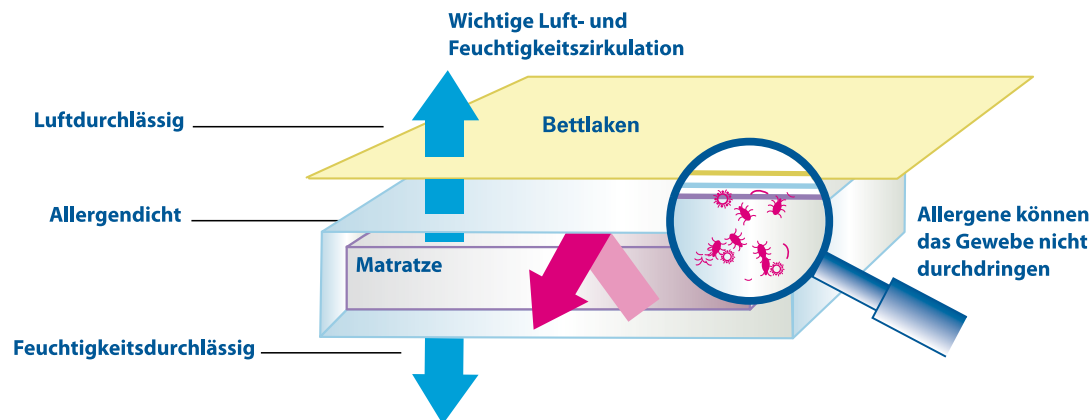 Wichtige Luft- und
Feuchtigkeitszirkulation
Luftdurchlässig
Bettlaken
Allergendicht
Allergene können
das Gewebe nicht
durchdringen
Matratze
Feuchtigkeitsdurchlässig